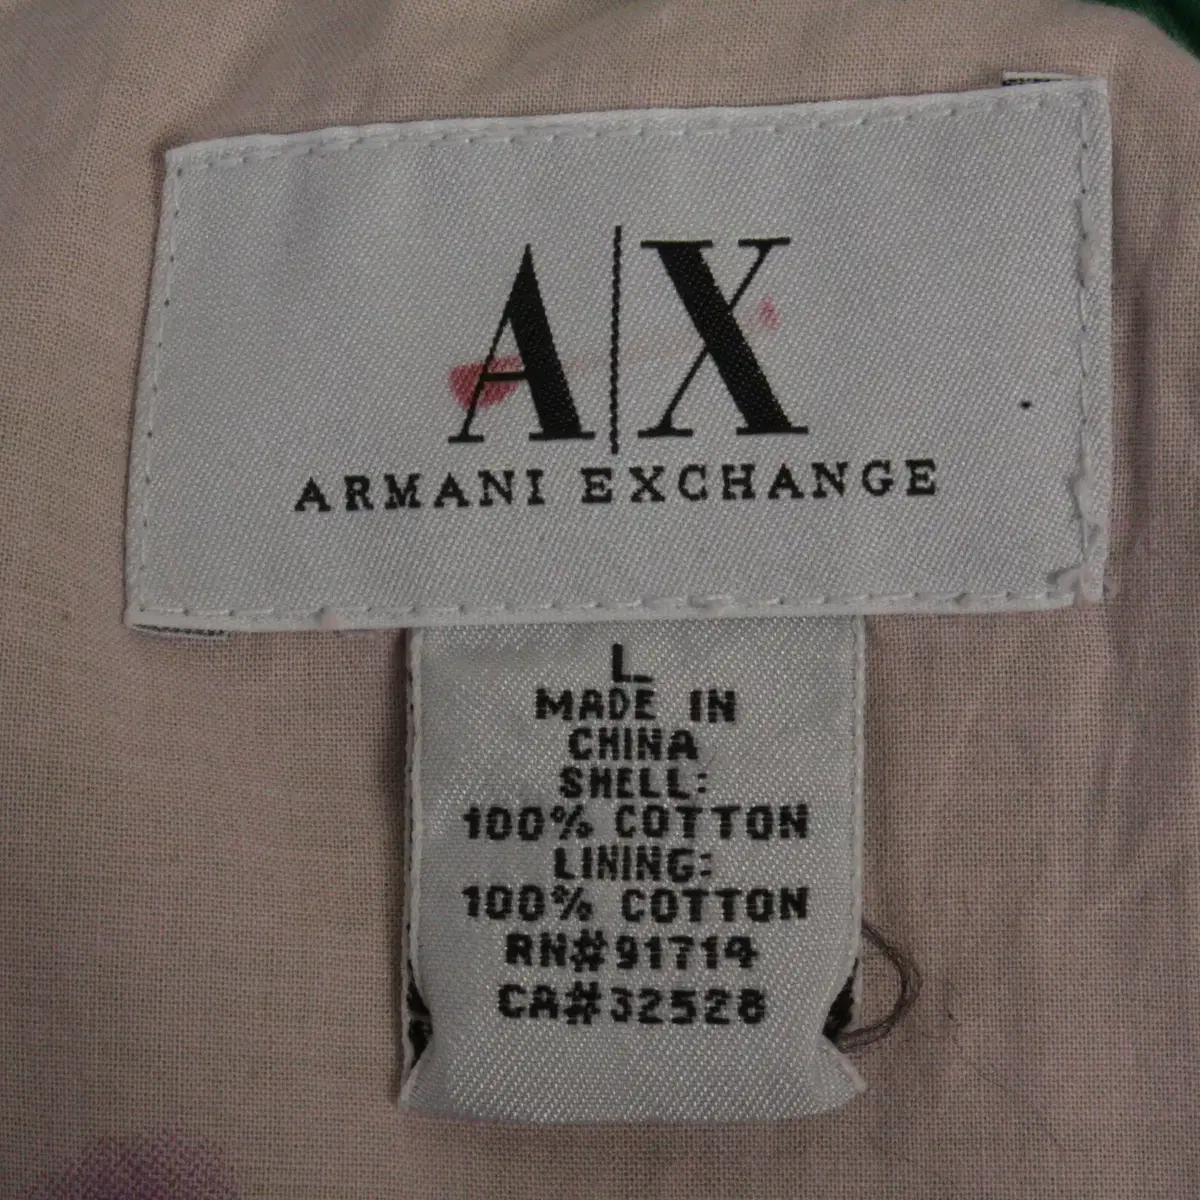 A|X
ARMANI EXCHANGE
L
MADE IN
CHINA
SHELL:
100% COTTON
LINING:
100% COTTON
RN#91714
CA#32528